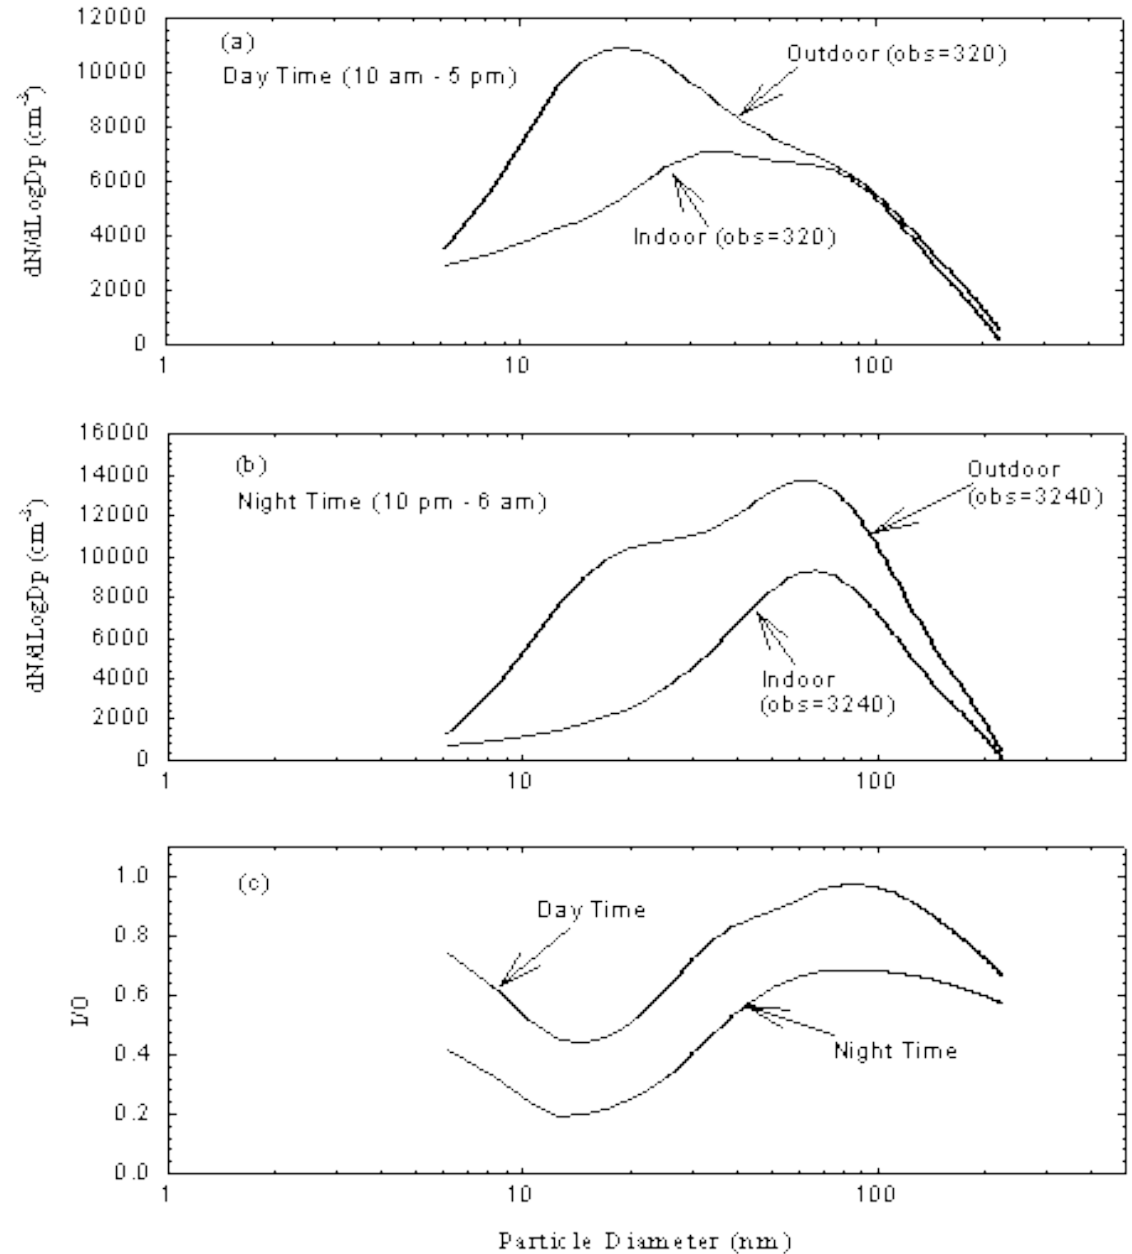 12000
10000
8000
6000
4000
2000
0
dN/dLogDp (cm-3)
(a)
Day Time (10 am - 5 pm)
Outdoor (obs=320)
Indoor (obs=320)
1
10
100
16000
14000
12000
10000
8000
6000
4000
2000
0
dN/dLogDp (cm-3)
(b)
Night Time (10 pm - 6 am)
Outdoor
(obs=3240)
Indoor
(obs=3240)
1
10
100
1.0
0.8
0.6
0.4
0.2
0.0
I/O
(c)
Day Time
Night Time
1
10
100
Particle Diameter (nm)